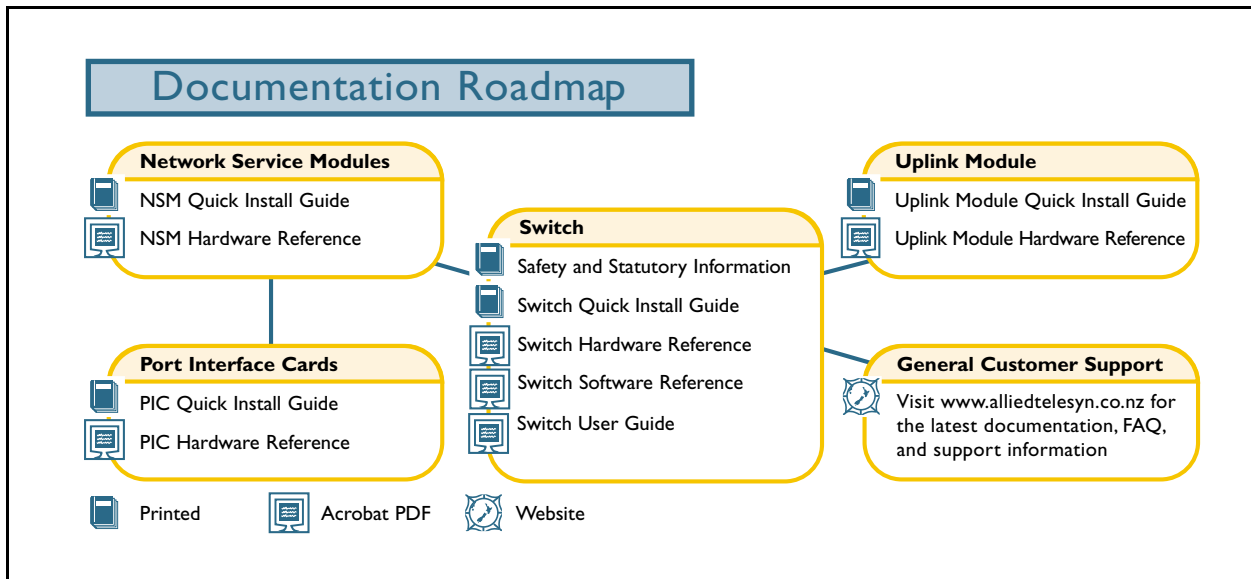 Documentation Roadmap
Network Service Modules
NSM Quick Install Guide
NSM Hardware Reference
Port Interface Cards
PIC Quick Install Guide
PIC Hardware Reference
Switch
Safety and Statutory Information
Switch Quick Install Guide
Switch Hardware Reference
Switch Software Reference
Switch User Guide
Uplink Module
Uplink Module Quick Install Guide
Uplink Module Hardware Reference
General Customer Support
Visit www.alliedtelesyn.co.nz for
the latest documentation, FAQ,
and support information
Printed
Acrobat PDF
Website